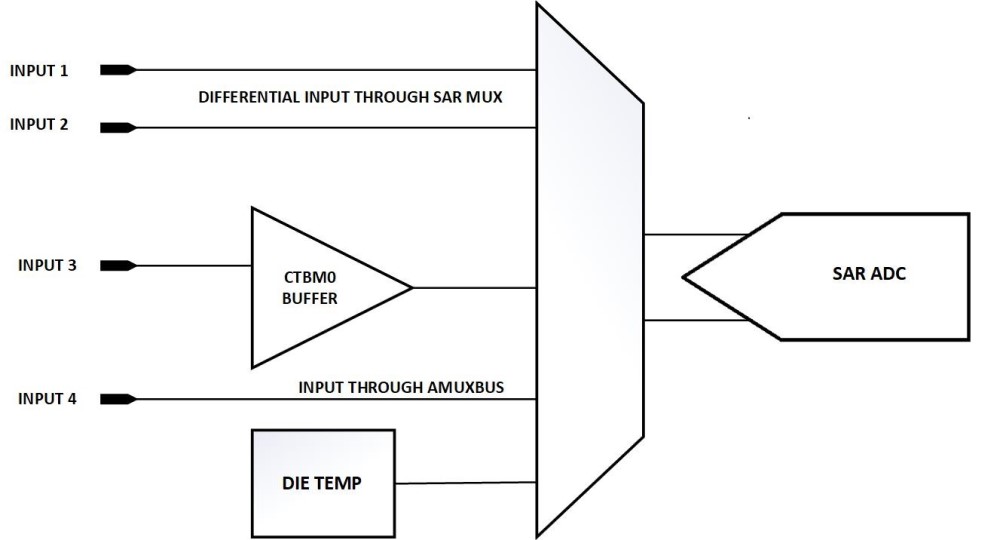 INPUT 1
DIFFERENTIAL INPUT THROUGH SAR MUX
INPUT 2
INPUT 3
CTBM0
BUFFER
SAR ADC
INPUT THROUGH AMUXBUS
INPUT 4
DIE TEMP